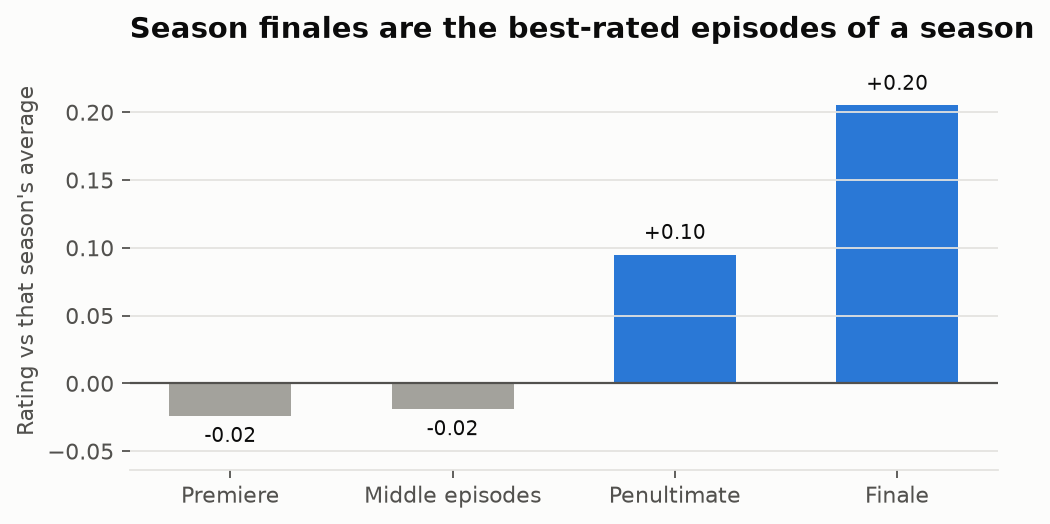 Season finales are the best-rated episodes of a season
Rating vs that season's average
0.20
0.15
0.10
0.05
0.00
−0.05
-0.02
-0.02
+0.10
+0.20
Premiere
Middle episodes
Penultimate
Finale